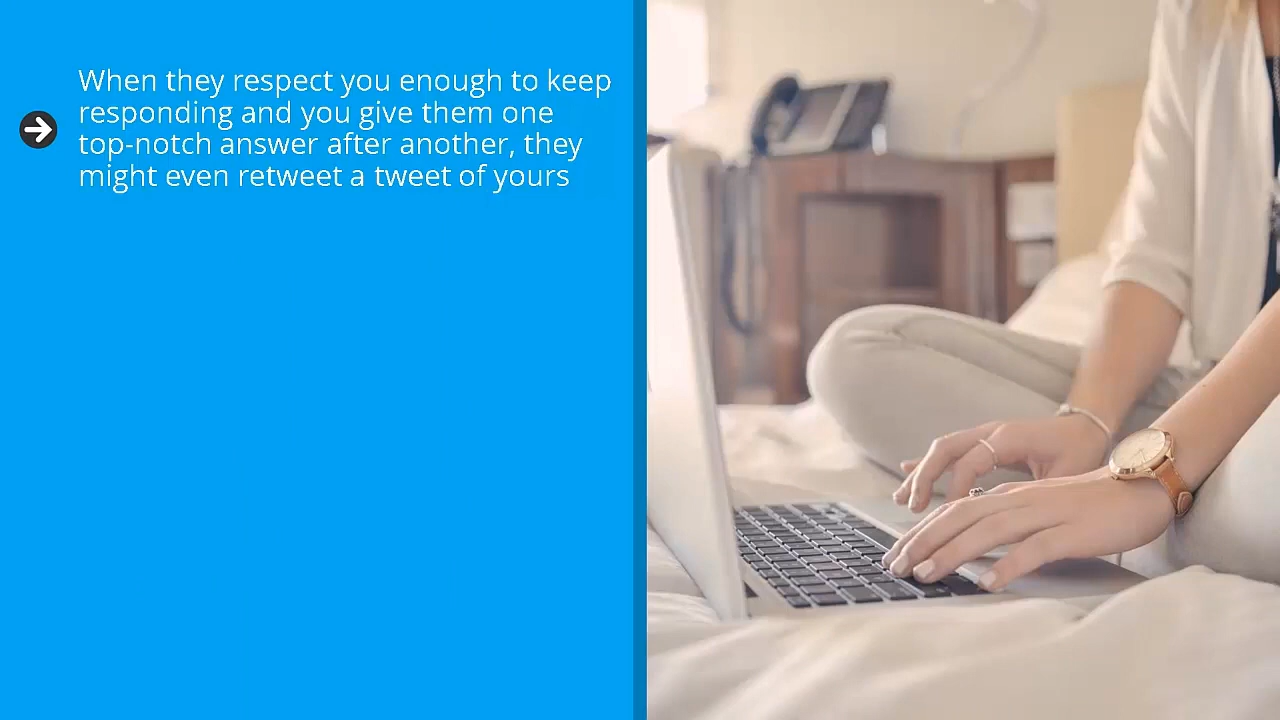 When they respect you enough to keep
responding and you give them one
top-notch answer after another, they
might even retweet a tweet of yours